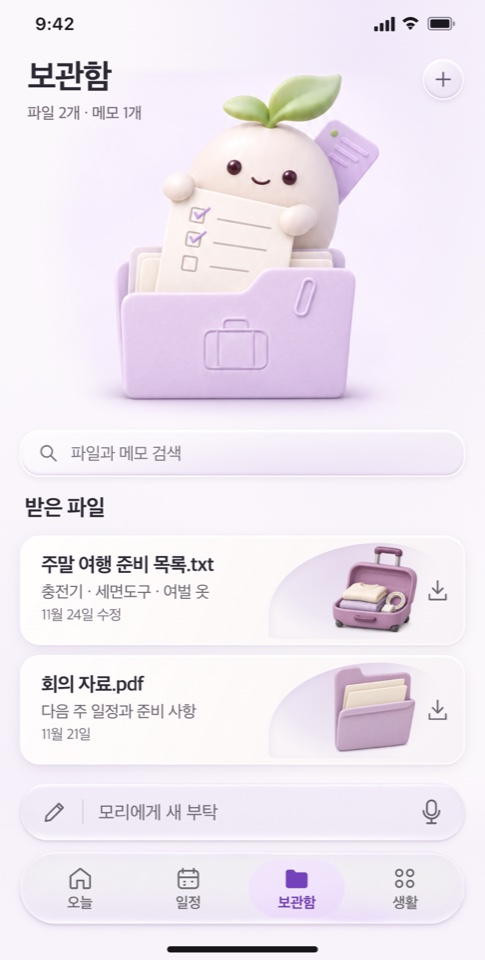 9:42
보관함
파일 2개 · 메모 1개
파일과 메모 검색
받은 파일
주말 여행 준비 목록.txt
충전기 · 세면도구 · 여벌 옷
11월 24일 수정
회의 자료.pdf
다음 주 일정과 준비 사항
11월 21일
모리에게 새 부탁
오늘
일정
보관함
생활